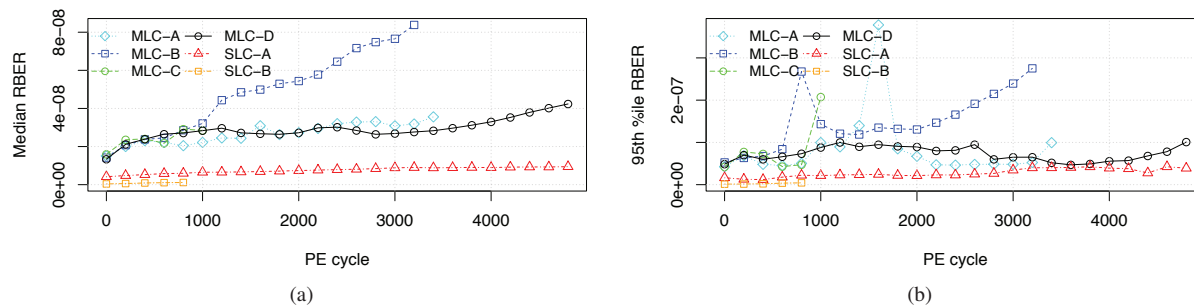 Median RBER
0e+00 4e-08 8e-08
MLC-A MLC-D
MLC-B SLC-A
MLC-C SLC-B
0 1000 2000 3000 4000
PE cycle
(a)
95th %ile RBER
0e+00 2e-07
MLC-A MLC-D
MLC-B SLC-A
MLC-C SLC-B
0 1000 2000 3000 4000
PE cycle
(b)